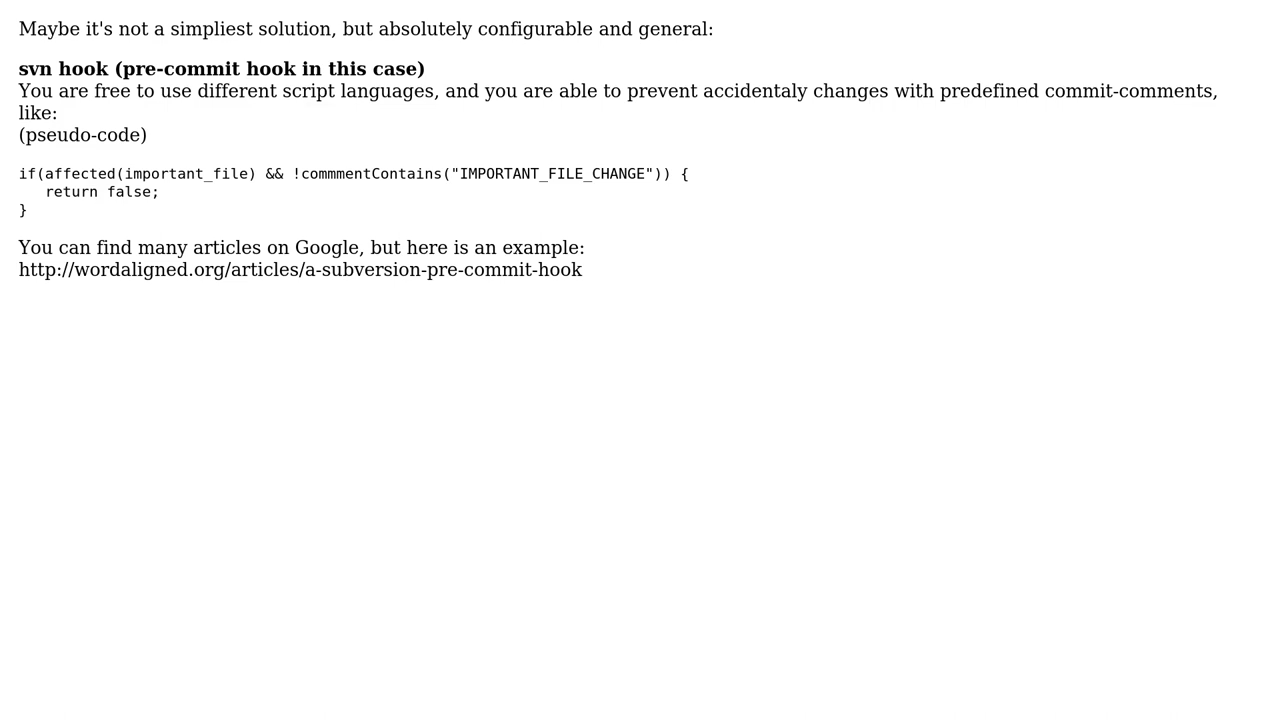 Maybe it's not a simpliest solution, but absolutely configurable and general:
svn hook (pre-commit hook in this case)
You are free to use different script languages, and you are able to prevent accidentaly changes with predefined commit-comments,
like:
(pseudo-code)
if(affected(important_file) && !commmentContains("IMPORTANT_FILE_CHANGE")) {
   return false;
}
You can find many articles on Google, but here is an example:
http://wordaligned.org/articles/a-subversion-pre-commit-hook